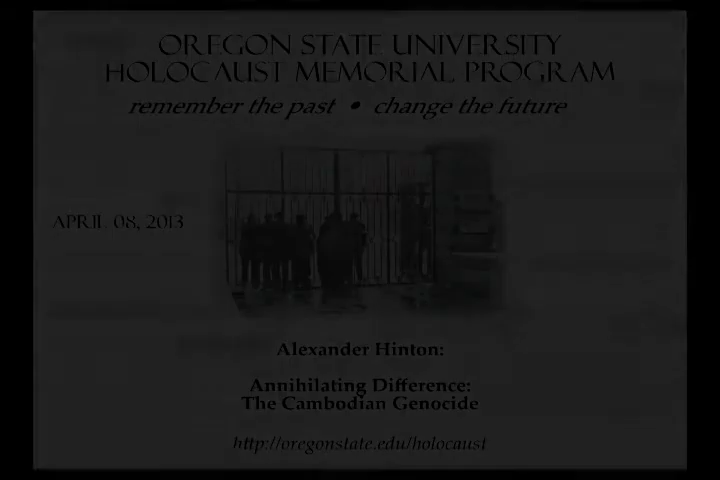 OREGON STATE UNIVERSITY
HOLOCAUST MEMORIAL PROGRAM
remember the past • change the future
APRIL 08, 2013
Alexander Hinton:
Annihilating Difference:
The Cambodian Genocide
http://oregonstate.edu/holocaust